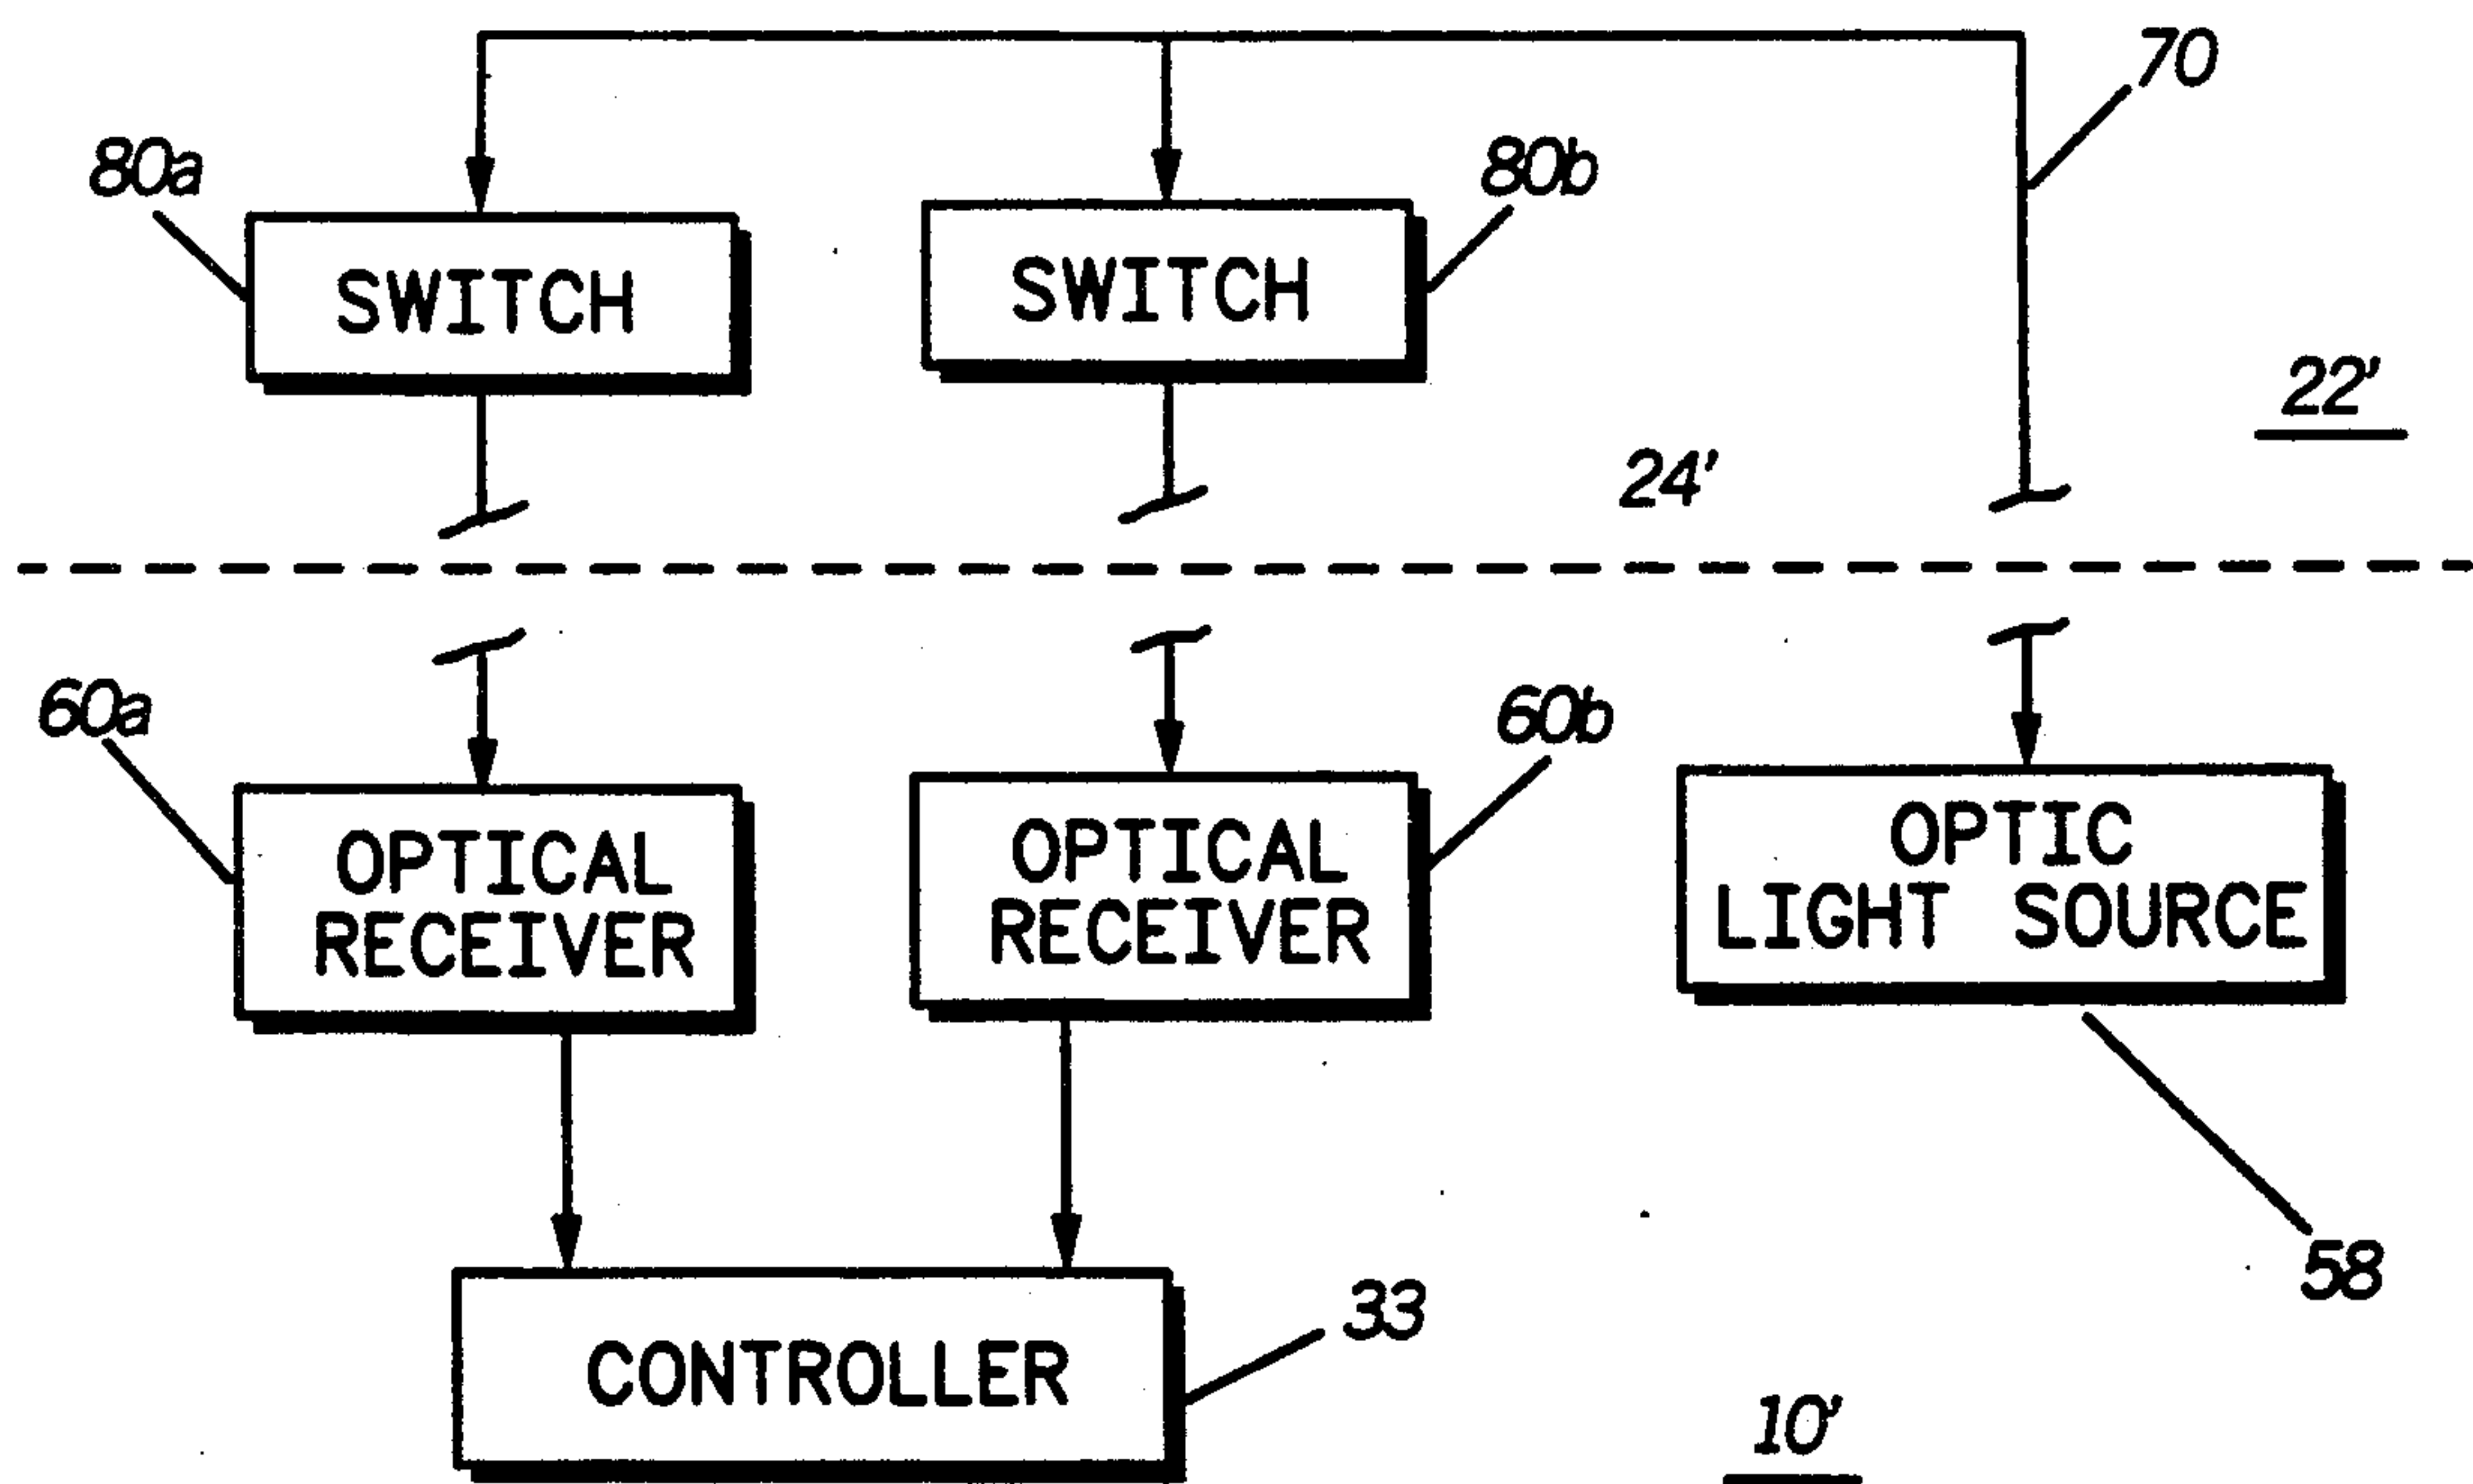 70
80a
80b
SWITCH
SWITCH
22'
24'
60a
60b
OPTICAL
RECEIVER
OPTICAL
RECEIVER
OPTIC
LIGHT SOURCE
58
33
CONTROLLER
10'